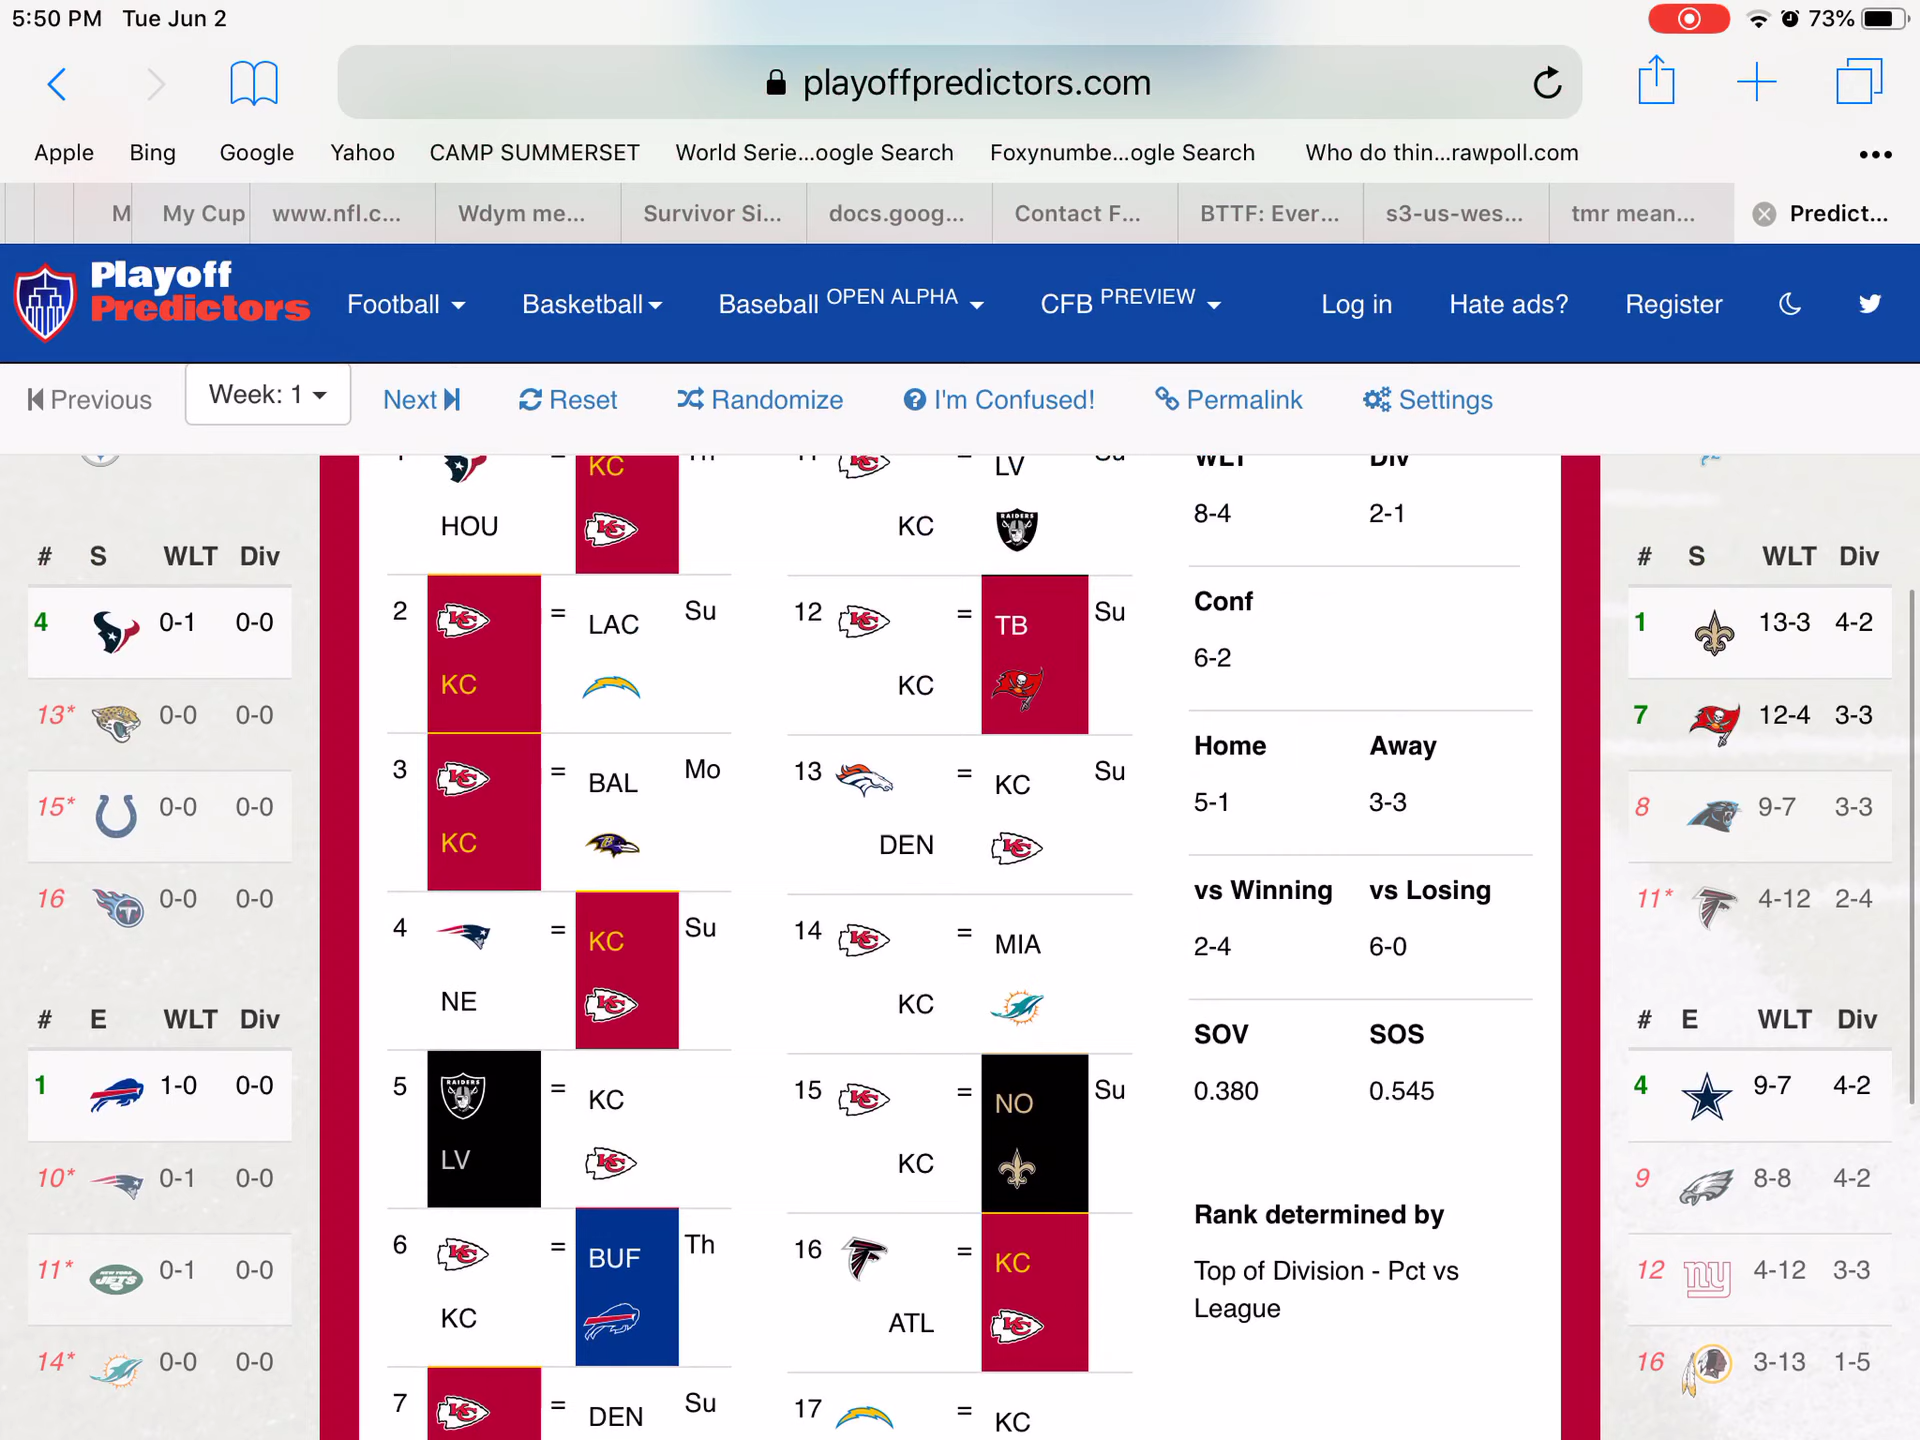 5:50 PM Tue Jun 2
73%
playoffpredictors.com
Apple Bing Google Yahoo CAMP SUMMERSET World Serie...oogle Search Foxynumbe...ogle Search Who do thin...rawpoll.com
M My Cup www.nfl.c... Wdym me... Survivor Si... docs.goog... Contact F... BTTF: Ever... s3-us-wes... tmr mean... Predict...
Playoff
Predictors
Football Basketball Baseball OPEN ALPHA CFB PREVIEW Log in Hate ads? Register
Previous Week: 1 Next Reset Randomize I'm Confused! Permalink Settings
# S WLT Div
4 0-1 0-0
13* 0-0 0-0
15* 0-0 0-0
16 0-0 0-0
# E WLT Div
1 1-0 0-0
10* 0-1 0-0
11* 0-1 0-0
14* 0-0 0-0
= KC
HOU
2 = LAC Su
KC
3 = BAL Mo
KC
4 = KC Su
NE
5 RAIDERS = KC
LV
6 = BUF Th
KC
7 = DEN Su
= LV Su
KC RAIDERS
12 = TB Su
KC
13 = KC Su
DEN
14 = MIA
KC
15 = NO Su
KC
16 = KC
ATL
17 = KC
WLT Div
8-4 2-1
Conf
6-2
Home Away
5-1 3-3
vs Winning vs Losing
2-4 6-0
SOV SOS
0.380 0.545
Rank determined by
Top of Division - Pct vs
League
# S WLT Div
1 13-3 4-2
7 12-4 3-3
8 9-7 3-3
11* 4-12 2-4
# E WLT Div
4 9-7 4-2
9 8-8 4-2
12 ny 4-12 3-3
16 3-13 1-5